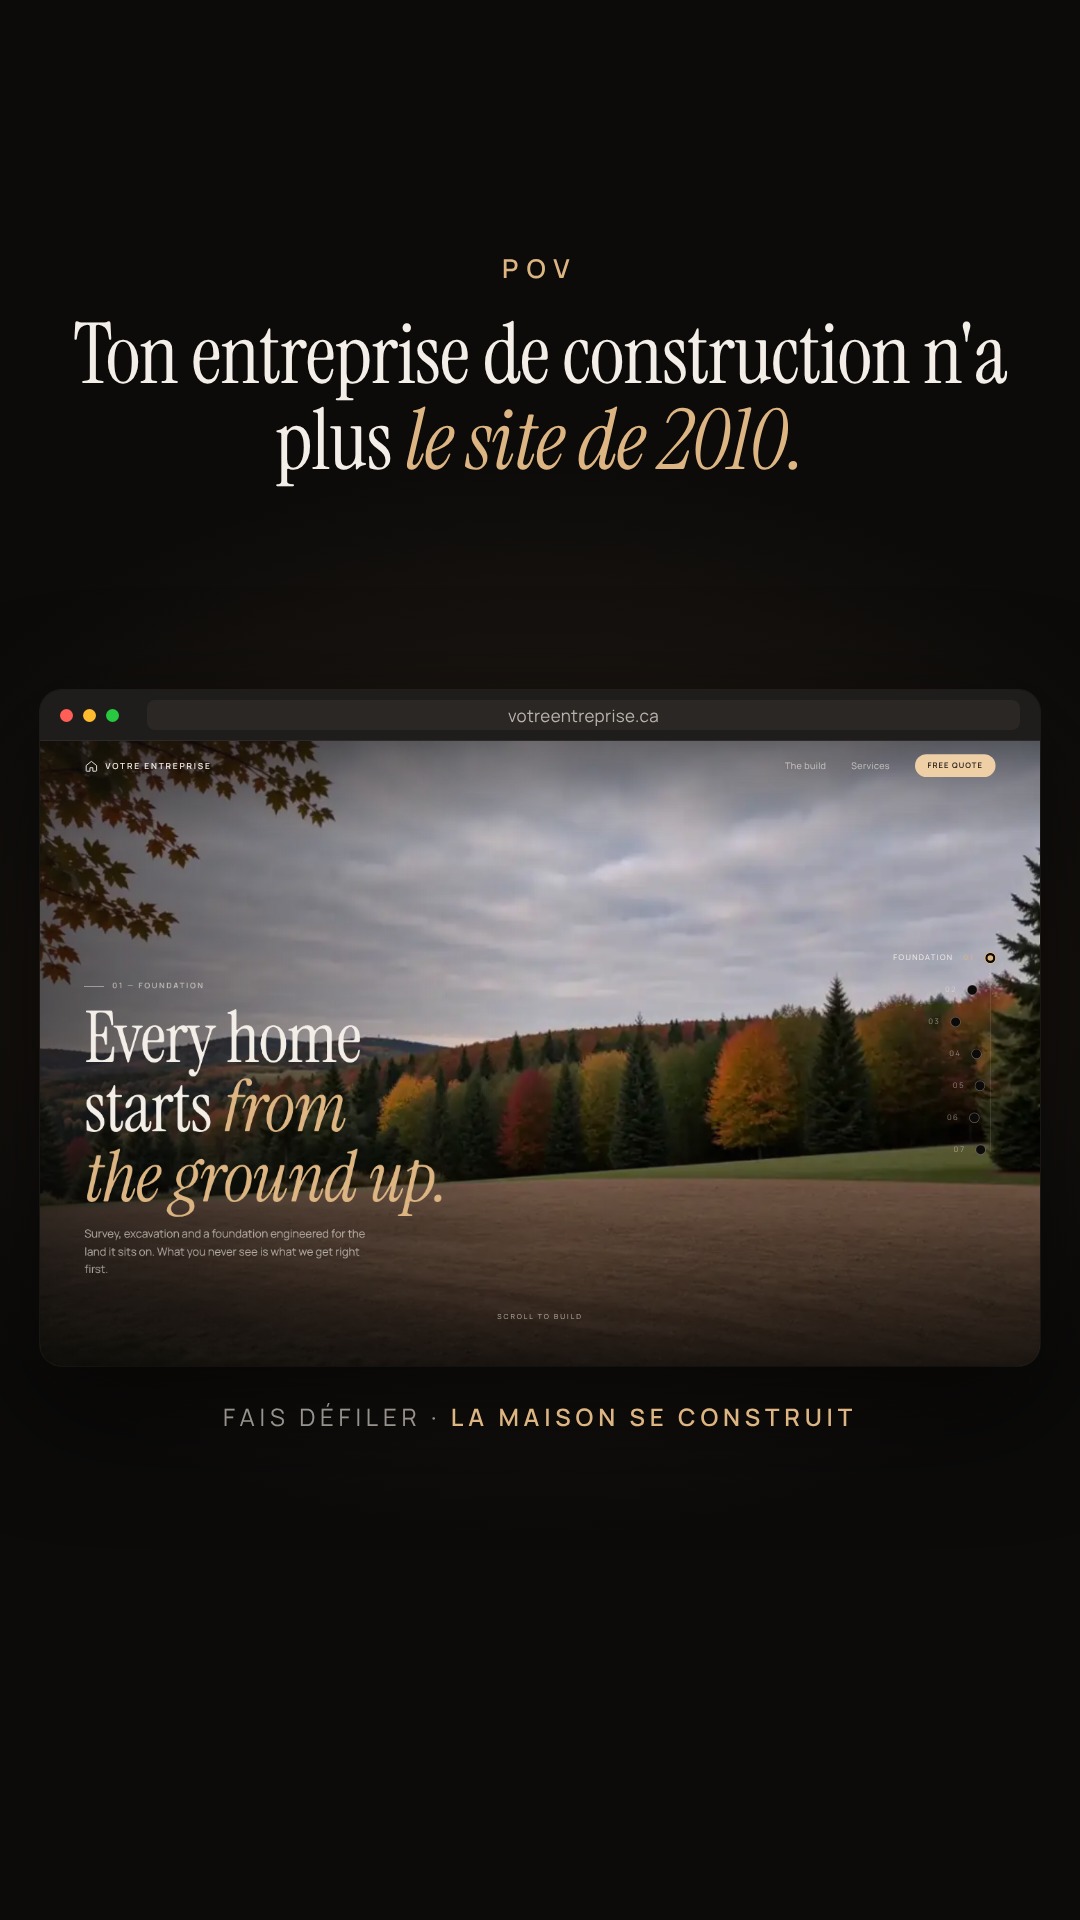 POV
Ton entreprise de construction n'a
plus le site de 2010.
votreentreprise.ca
VOTRE ENTREPRISE
The build
Services
FREE QUOTE
FOUNDATION
02
03
04
05
06
07
01 — FOUNDATION
Every home
starts from
the ground up.
Survey, excavation and a foundation engineered for the
land it sits on. What you never see is what we get right
first.
SCROLL TO BUILD
FAIS DÉFILER · LA MAISON SE CONSTRUIT